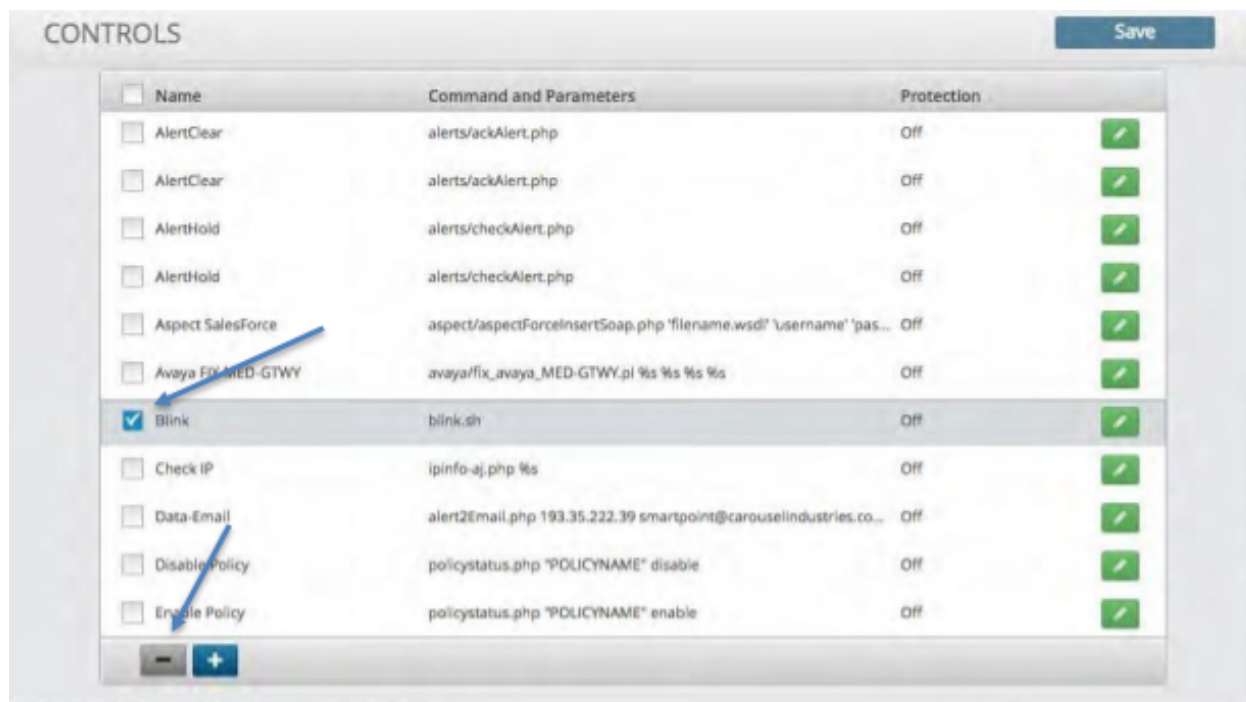 CONTROLS Save
Name Command and Parameters Protection
AlertClear alerts/ackAlert.php Off
AlertClear alerts/ackAlert.php Off
AlertHold alerts/checkAlert.php Off
AlertHold alerts/checkAlert.php Off
Aspect SalesForce aspect/aspectForceInsertSoap.php 'filename.wsdl' 'username' 'pas... Off
Avaya FIX-MED-GTWY avaya/fix_avaya_MED-GTWY.pl %s %s %s %s Off
Blink blink.sh Off
Check IP ipinfo-aj.php %s Off
Data-Email alert2Email.php 193.35.222.39 smartpoint@carouselindustries.co... Off
Disable Policy policystatus.php "POLICYNAME" disable Off
Enable Policy policystatus.php "POLICYNAME" enable Off